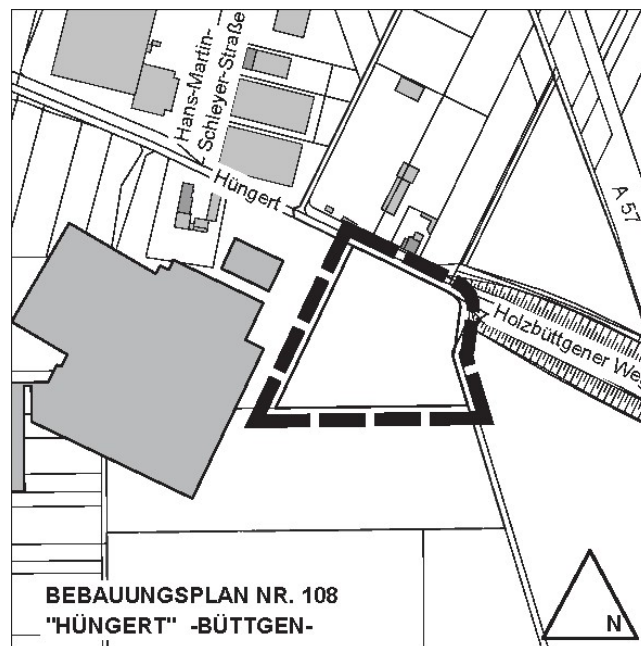 Hans-Martin-
Schleyer-Straße
Hüngert
A 57
Holzbüttgener Weg
BEBAUUNGSPLAN NR. 108
"HÜNGERT" -BÜTTGEN-
N